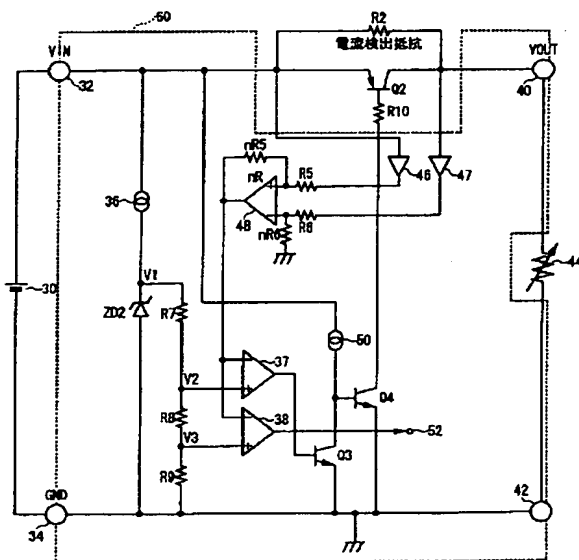 60
VIN
32
R2
電流検出抵抗
VOUT
40
Q2
R10
nR5
nR
R5
46
47
48
R6
nR6
36
44
V1
30
ZD2
R7
50
V2
37
Q4
R8
38
V3
52
Q3
R9
GND
34
42